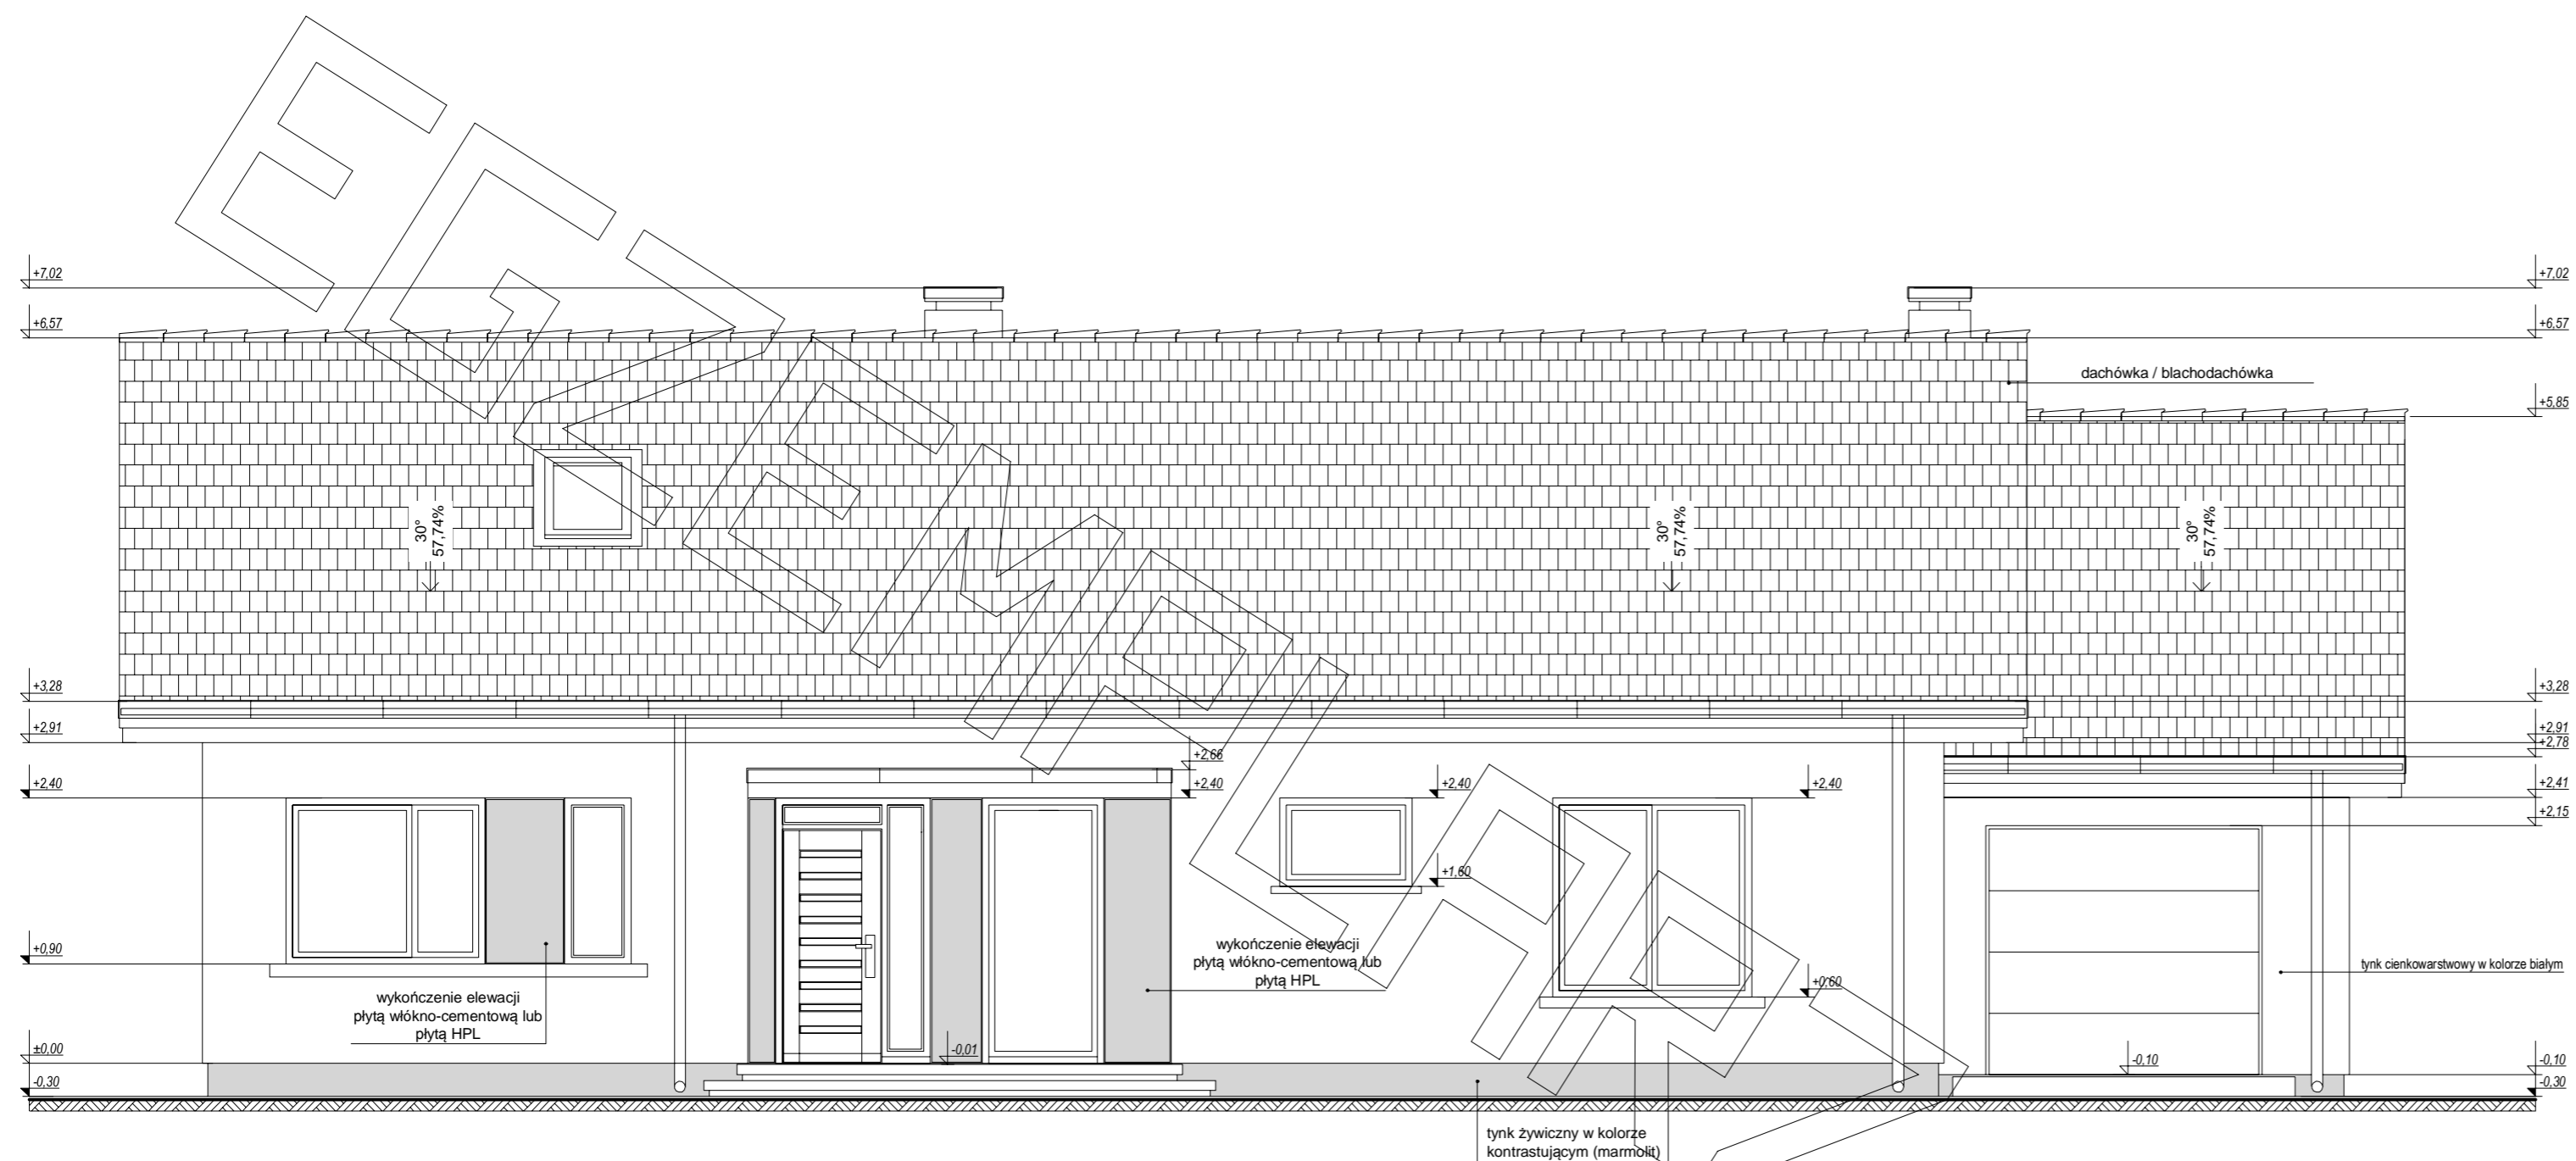 EGZEMPLARZ
+7,02
+7,02
+6,57
+6,57
dachówka / blachodachówka
+5,85
30°
57,74%
30°
57,74%
30°
57,74%
+3,28
+3,28
+2,91
+2,91
+2,78
+2,66
+2,40
+2,40
+2,40
+2,40
+2,41
+2,15
+1,60
+0,90
wykończenie elewacji
płytą włókno-cementową lub
płytą HPL
tynk cienkowarstwowy w kolorze białym
+0,60
wykończenie elewacji
płytą włókno-cementową lub
płytą HPL
±0,00
-0,01
-0,10
-0,10
-0,30
-0,30
tynk żywiczny w kolorze
kontrastującym (marmolit)